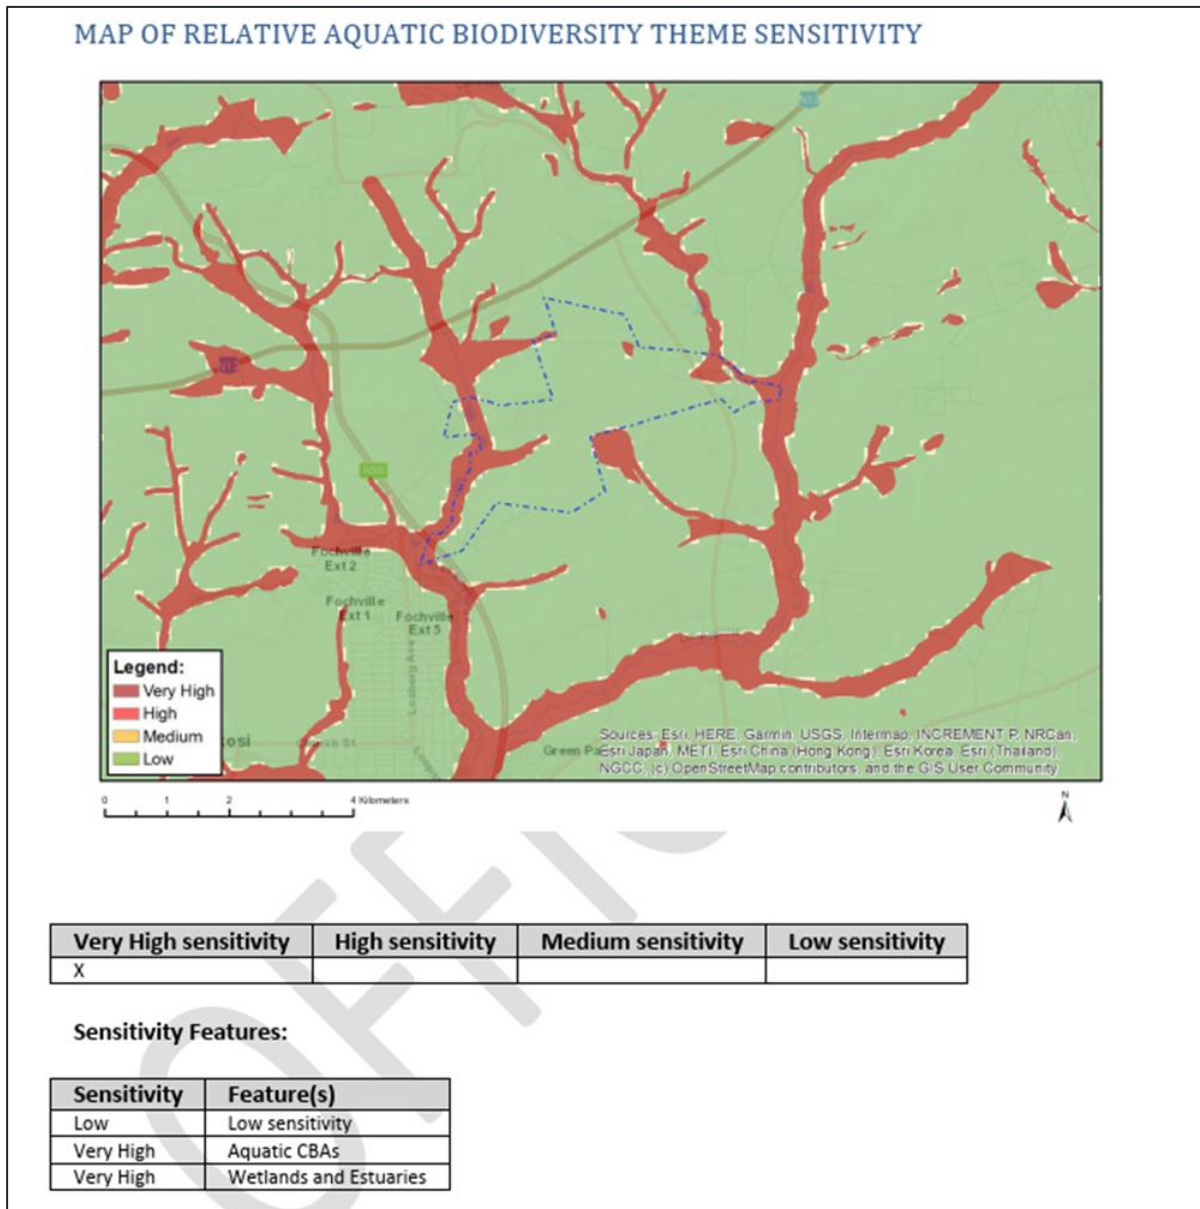 MAP OF RELATIVE AQUATIC BIODIVERSITY THEME SENSITIVITY
Fochville
Ext 2
Fochville
Ext 1
Fochville
Ext 5
Losberg Ave
Legend:
Very High
High
Medium
Low
Church St
Sources: Esri, HERE, Garmin, USGS, Intermap, INCREMENT P, NRCan,
Esri Japan, METI, Esri China (Hong Kong), Esri Korea, Esri (Thailand),
NGCC, (c) OpenStreetMap contributors, and the GIS User Community
0 1 2 4 Kilometers
N
Very High sensitivity High sensitivity Medium sensitivity Low sensitivity
X
Sensitivity Features:
Sensitivity Feature(s)
Low Low sensitivity
Very High Aquatic CBAs
Very High Wetlands and Estuaries